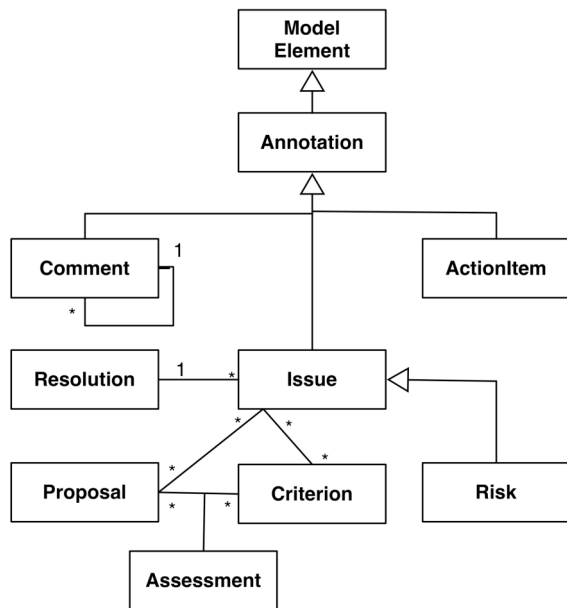 Model
Element
Annotation
Comment
1
*
ActionItem
Resolution
1
*
Issue
*
*
*
*
Proposal
*
*
Criterion
Risk
Assessment